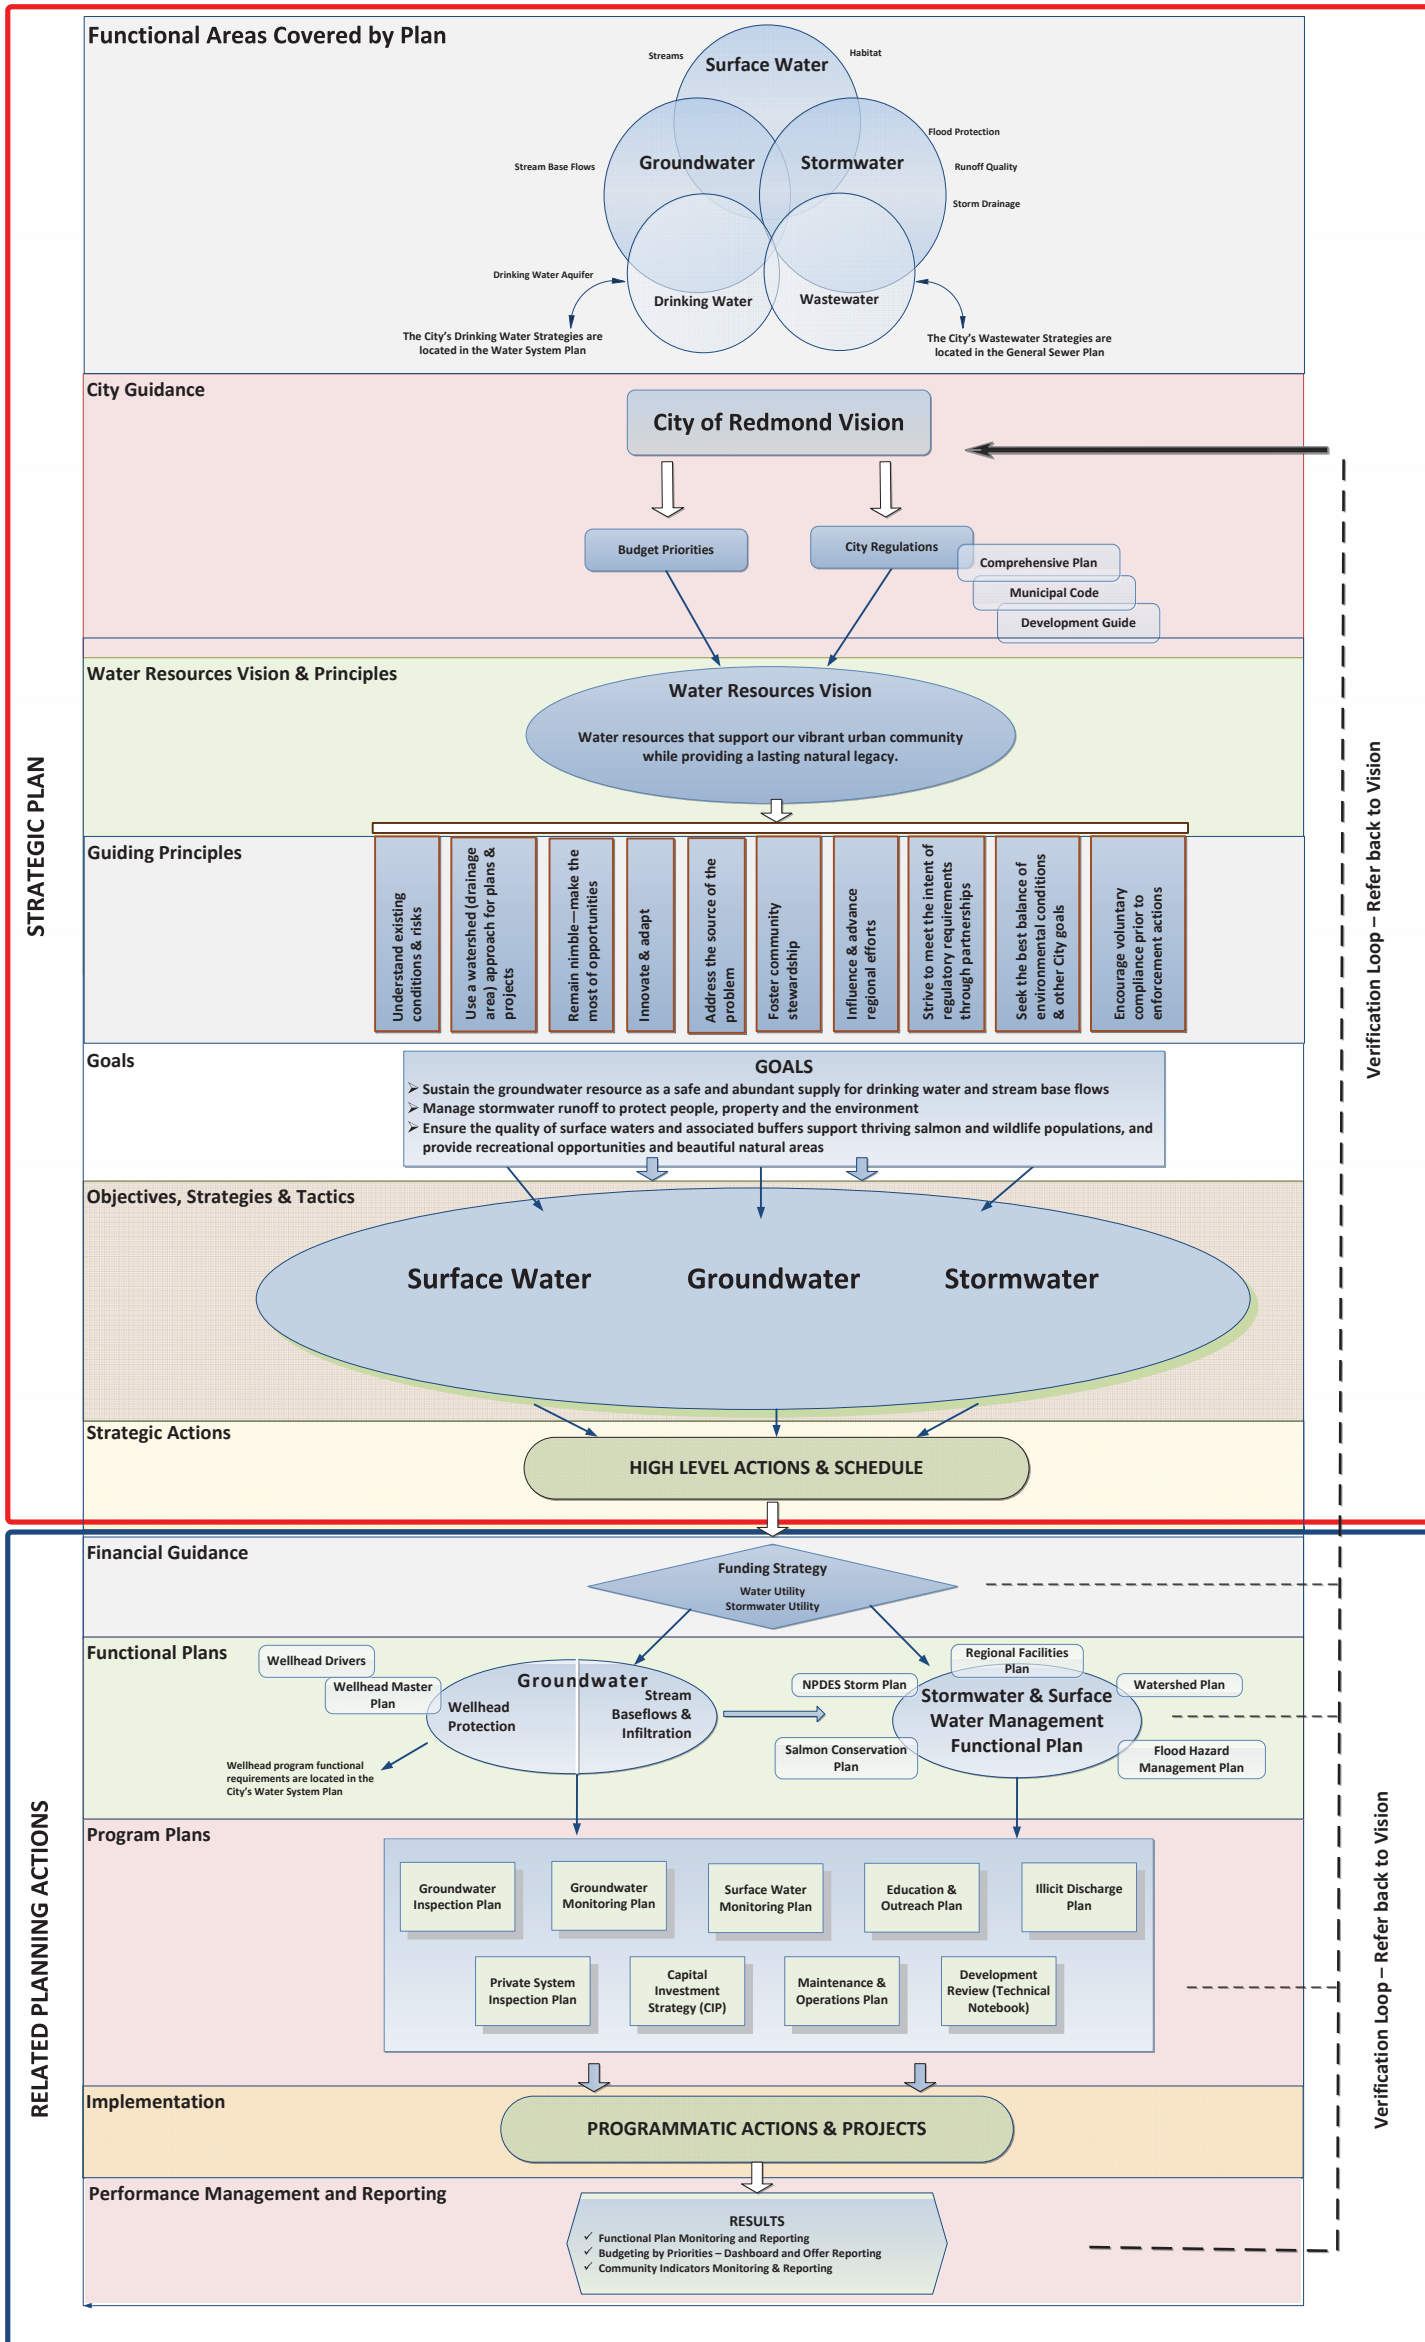 Functional Areas Covered by Plan
Streams
Habitat
Surface Water
Flood Protection
Groundwater
Stormwater
Stream Base Flows
Runoff Quality
Storm Drainage
Drinking Water Aquifer
Drinking Water
Wastewater
The City's Drinking Water Strategies are
located in the Water System Plan
The City's Wastewater Strategies are
located in the General Sewer Plan
City Guidance
City of Redmond Vision
Budget Priorities
City Regulations
Comprehensive Plan
Municipal Code
Development Guide
STRATEGIC PLAN
Water Resources Vision & Principles
Water Resources Vision
Water resources that support our vibrant urban community
while providing a lasting natural legacy.
Verification Loop – Refer back to Vision
Guiding Principles
Understand existing
conditions & risks
Use a watershed (drainage
area) approach for plans &
projects
Remain nimble—make the
most of opportunities
Innovate & adapt
Address the source of the
problem
Foster community
stewardship
Influence & advance
regional efforts
Strive to meet the intent of
regulatory requirements
through partnerships
Seek the best balance of
environmental conditions
& other City goals
Encourage voluntary
compliance prior to
enforcement actions
Goals
GOALS
➢ Sustain the groundwater resource as a safe and abundant supply for drinking water and stream base flows
➢ Manage stormwater runoff to protect people, property and the environment
➢ Ensure the quality of surface waters and associated buffers support thriving salmon and wildlife populations, and
provide recreational opportunities and beautiful natural areas
Objectives, Strategies & Tactics
Surface Water
Groundwater
Stormwater
Strategic Actions
HIGH LEVEL ACTIONS & SCHEDULE
RELATED PLANNING ACTIONS
Financial Guidance
Funding Strategy
Water Utility
Stormwater Utility
Functional Plans
Wellhead Drivers
Wellhead Master
Plan
Groundwater
Wellhead
Protection
Stream
Baseflows &
Infiltration
Wellhead program functional
requirements are located in the
City's Water System Plan
Regional Facilities
Plan
NPDES Storm Plan
Watershed Plan
Stormwater & Surface
Water Management
Functional Plan
Salmon Conservation
Plan
Flood Hazard
Management Plan
Verification Loop – Refer back to Vision
Program Plans
Groundwater
Inspection Plan
Groundwater
Monitoring Plan
Surface Water
Monitoring Plan
Education &
Outreach Plan
Illicit Discharge
Plan
Private System
Inspection Plan
Capital
Investment
Strategy (CIP)
Maintenance &
Operations Plan
Development
Review (Technical
Notebook)
Implementation
PROGRAMMATIC ACTIONS & PROJECTS
Performance Management and Reporting
RESULTS
✓ Functional Plan Monitoring and Reporting
✓ Budgeting by Priorities – Dashboard and Offer Reporting
✓ Community Indicators Monitoring & Reporting